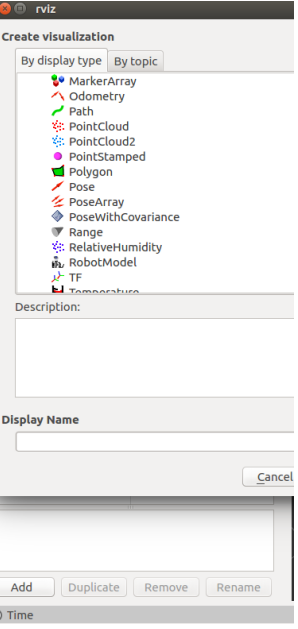 rviz
Create visualization
By display type By topic
MarkerArray
Odometry
Path
PointCloud
PointCloud2
PointStamped
Polygon
Pose
PoseArray
PoseWithCovariance
Range
RelativeHumidity
RobotModel
TF
Temperature
Description:
Display Name
Cancel
Add Duplicate Remove Rename
Time